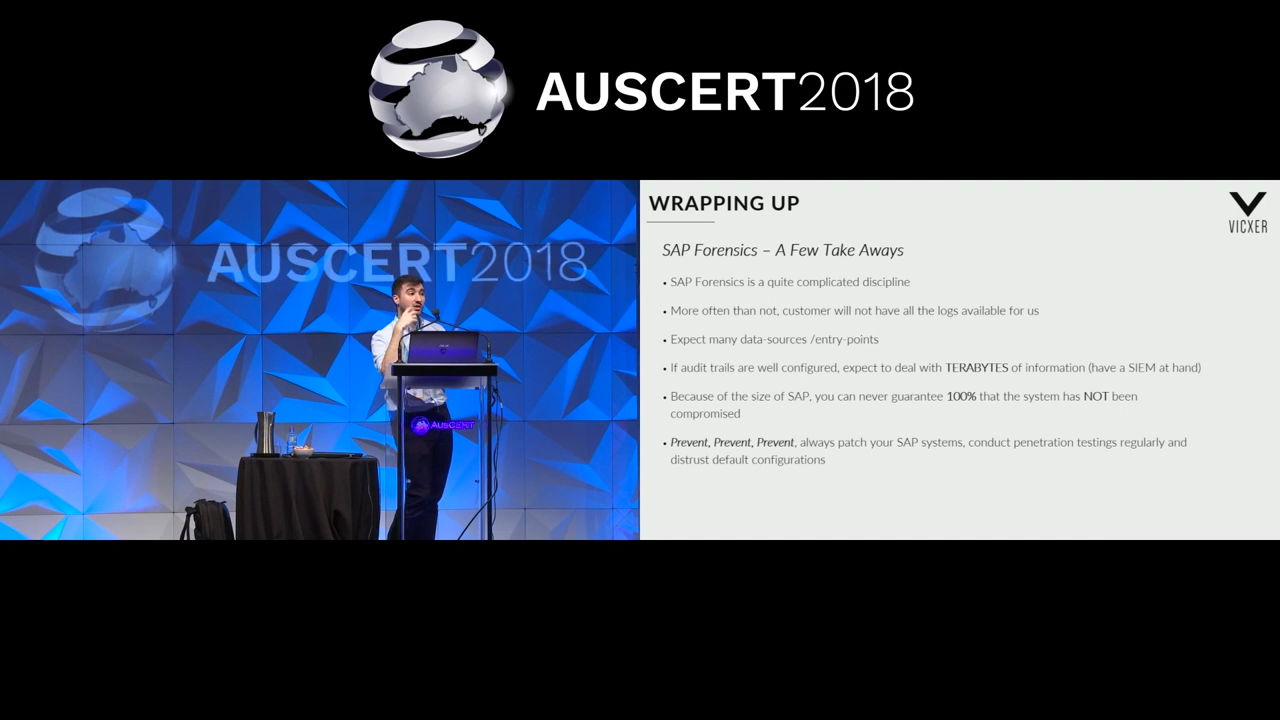 AUSCERT2018
AUSCERT2018
AUSCERT
WRAPPING UP
VICXER
SAP Forensics – A Few Take Aways
• SAP Forensics is a quite complicated discipline
• More often than not, customer will not have all the logs available for us
• Expect many data-sources /entry-points
• If audit trails are well configured, expect to deal with TERABYTES of information (have a SIEM at hand)
• Because of the size of SAP, you can never guarantee 100% that the system has NOT been
compromised
• Prevent, Prevent, Prevent, always patch your SAP systems, conduct penetration testings regularly and
distrust default configurations